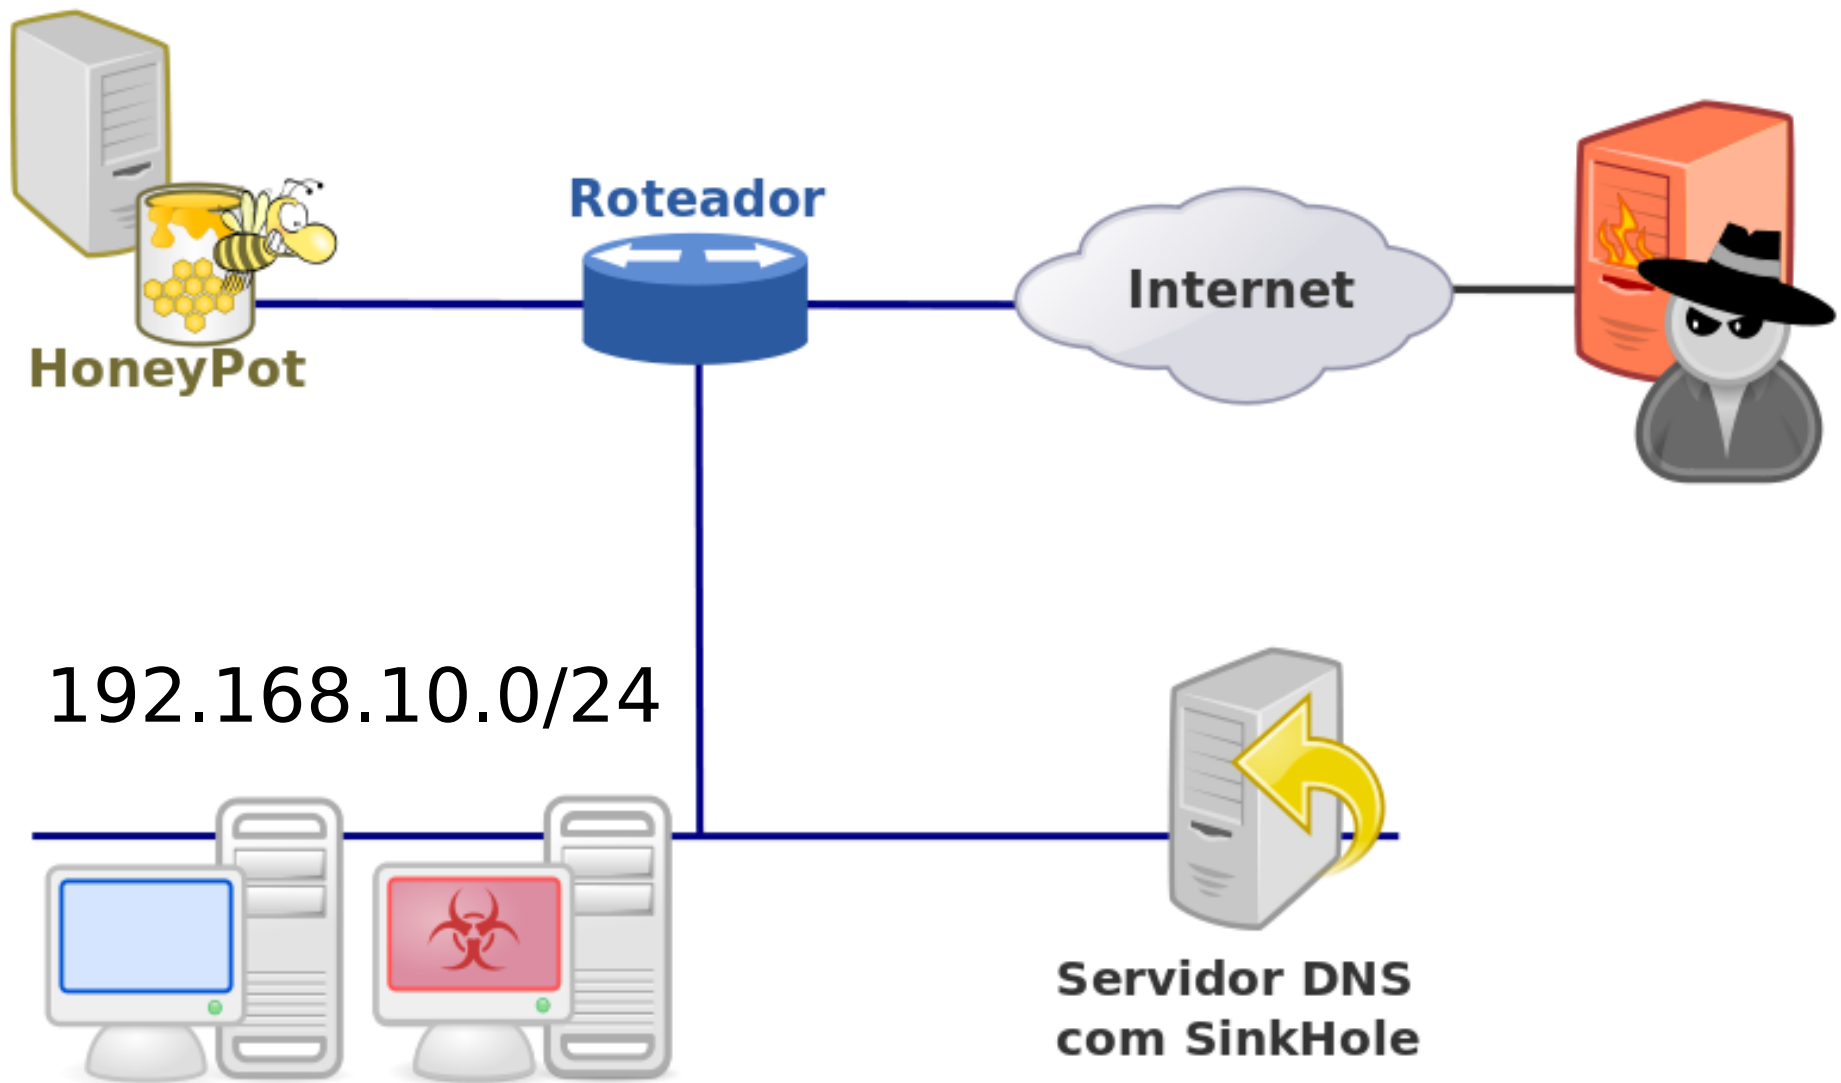 Roteador
Internet
HoneyPot
192.168.10.0/24
Servidor DNS
com SinkHole